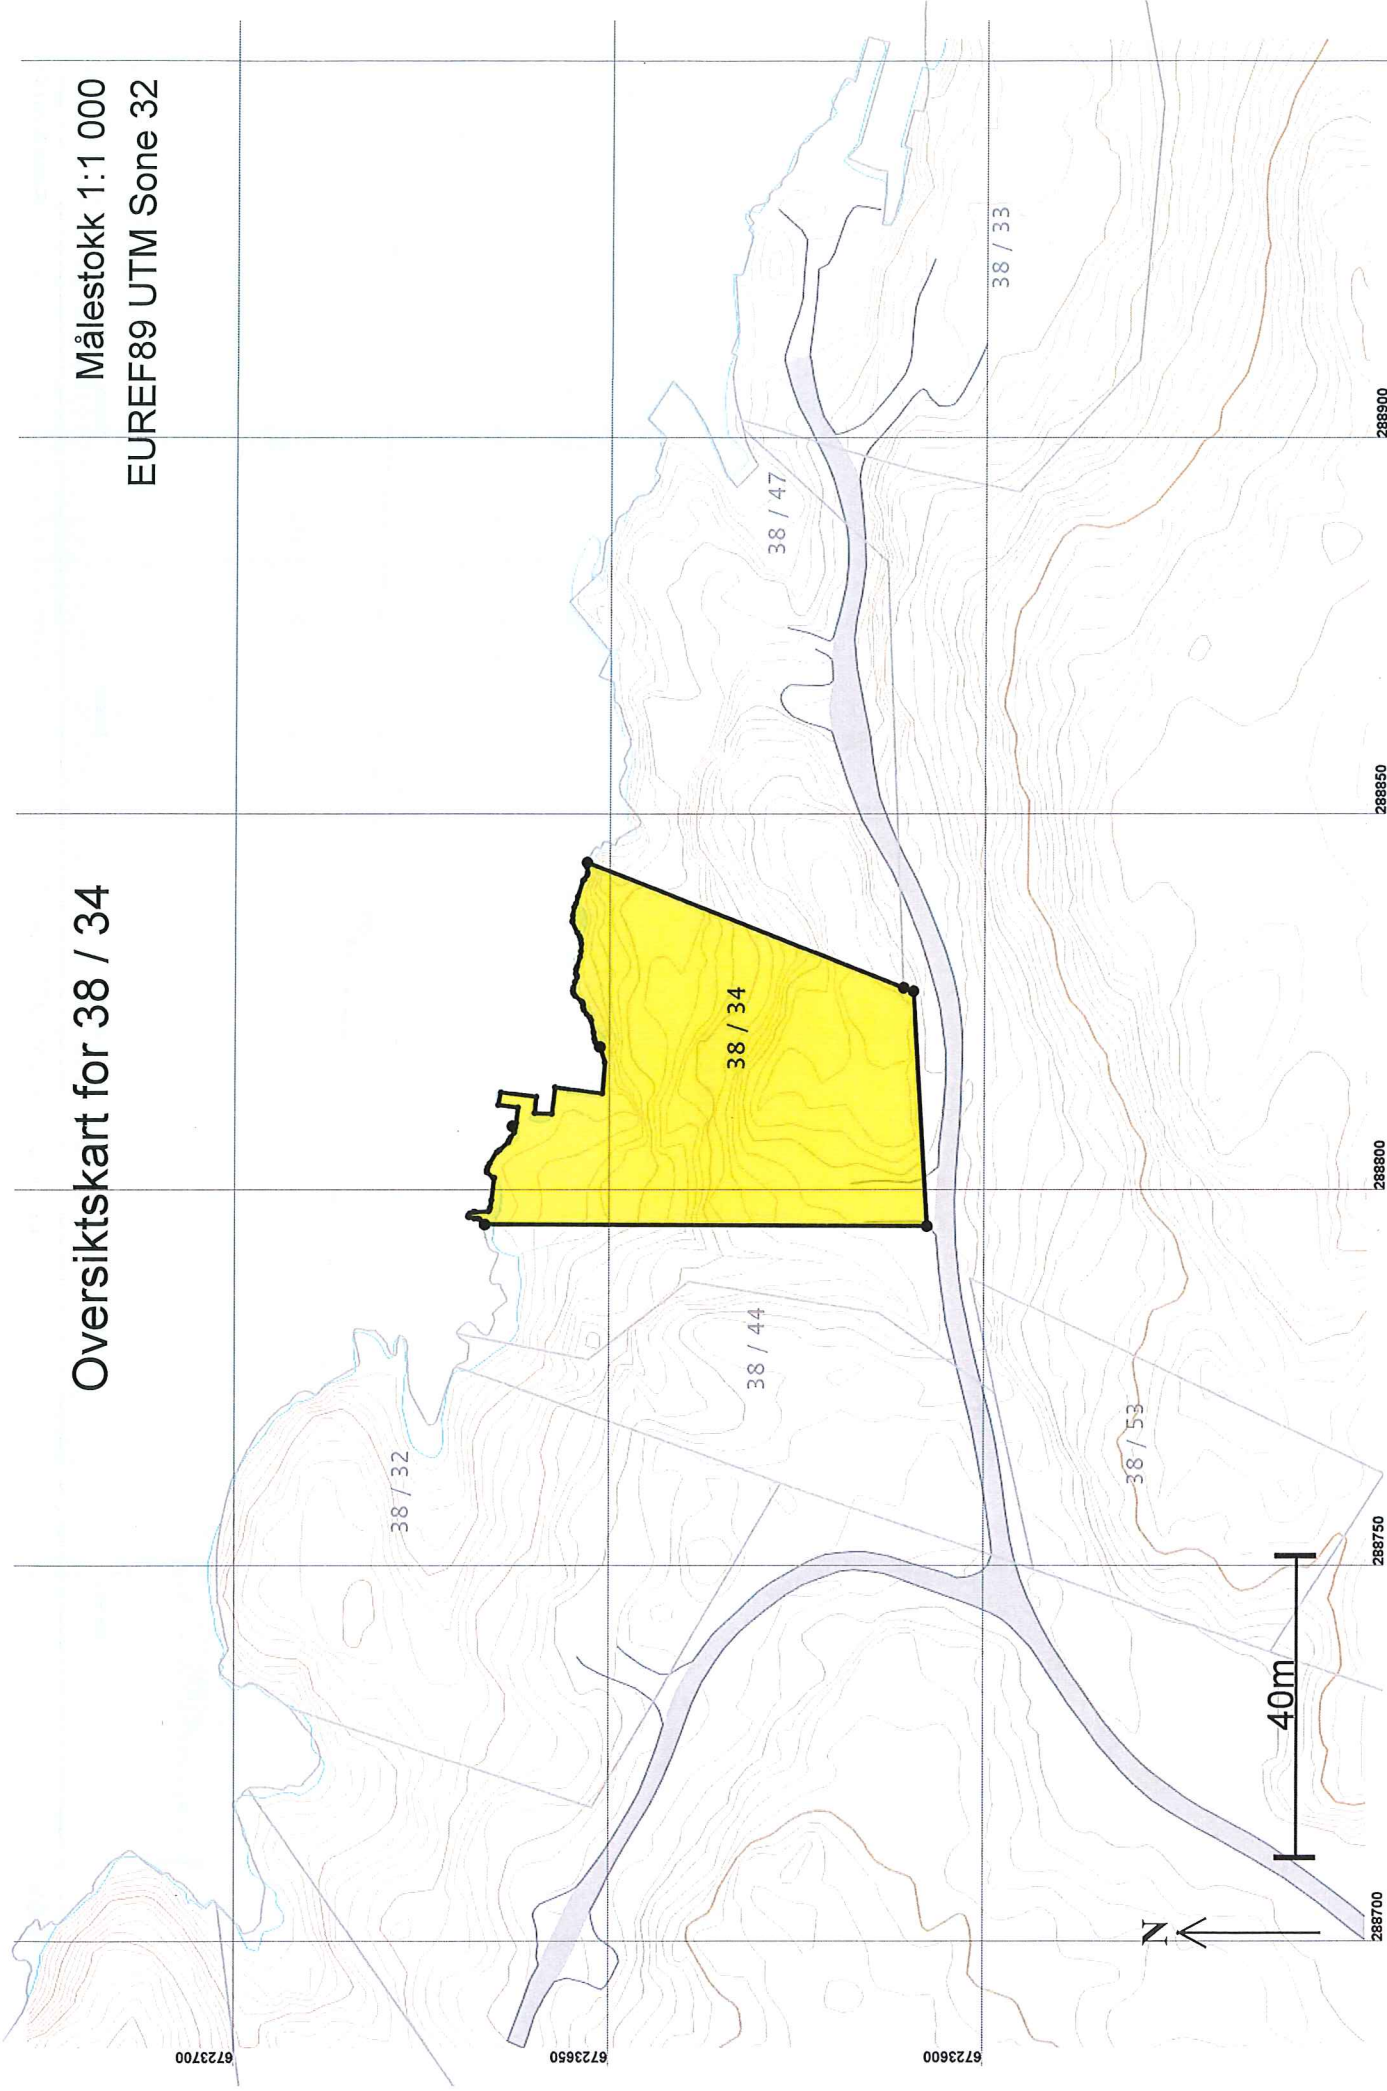 Oversiktskart for 38 / 34
Målestokk 1:1 000
EUREF89 UTM Sone 32
38 / 32
38 / 44
38 / 34
38 / 47
38 / 33
38 / 53
40m
N
6723700
6723650
6723600
288700
288750
288800
288850
288900